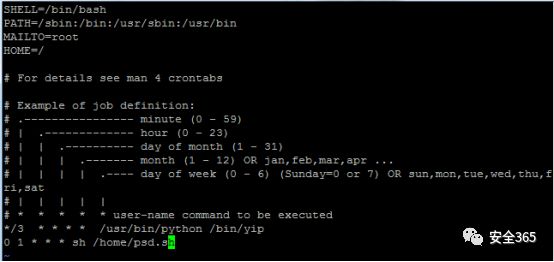 SHELL=/bin/bash
PATH=/sbin:/bin:/usr/sbin:/usr/bin
MAILTO=root
HOME=/
# For details see man 4 crontabs
# Example of job definition:
# .---------------- minute (0 - 59)
# |  .------------- hour (0 - 23)
# |  |  .---------- day of month (1 - 31)
# |  |  |  .------- month (1 - 12) OR jan,feb,mar,apr ...
# |  |  |  |  .---- day of week (0 - 6) (Sunday=0 or 7) OR sun,mon,tue,wed,thu,f
ri,sat
# |  |  |  |  |
# *  *  *  *  * user-name command to be executed
*/3  * * * *  /usr/bin/python /bin/yip
0 1 * * * sh /home/psd.sh
~
安全365